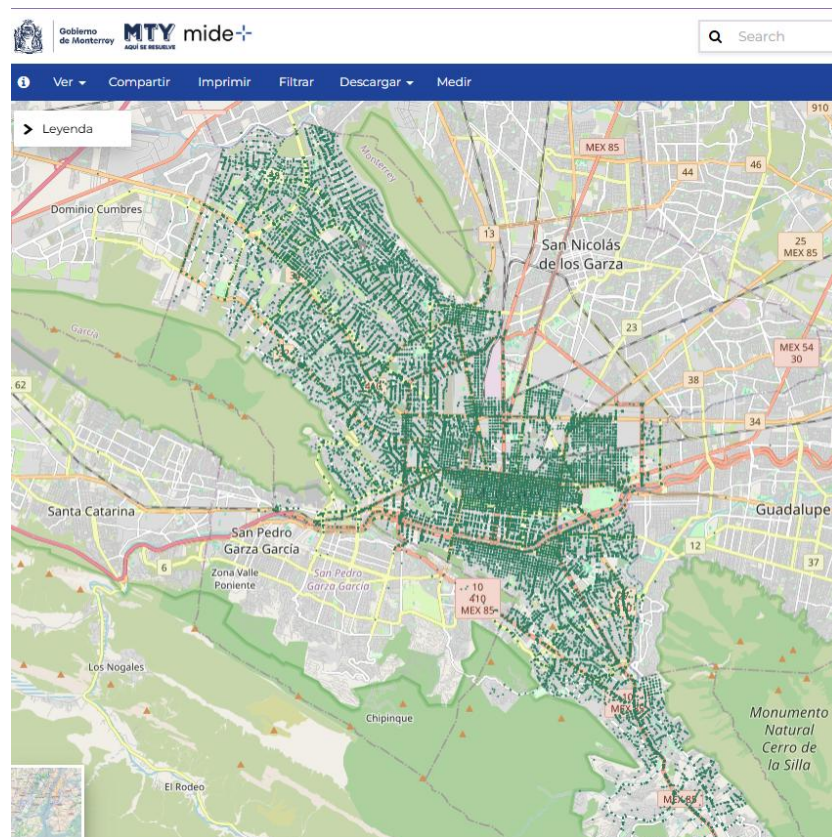 Gobierno
de Monterrey
MTY
AQUÍ SE RESUELVE
mide
Search
Ver
Compartir
Imprimir
Filtrar
Descargar
Medir
Leyenda
910
MEX 85
Monterrey
44
46
Dominio Cumbres
13
San Nicolás
de los Garza
25
MEX 85
23
Garcia
MEX 54
30
62
38
34
Santa Catarina
Guadalupe
San Pedro
Garza García
12
6
Zona Valle
Poniente
San Pedro
Garza García
37
10
410
MEX 85
Los Nogales
10
MEX 85
Chipinque
Monumento
Natural
Cerro de
la Silla
El Rodeo
MEX 85